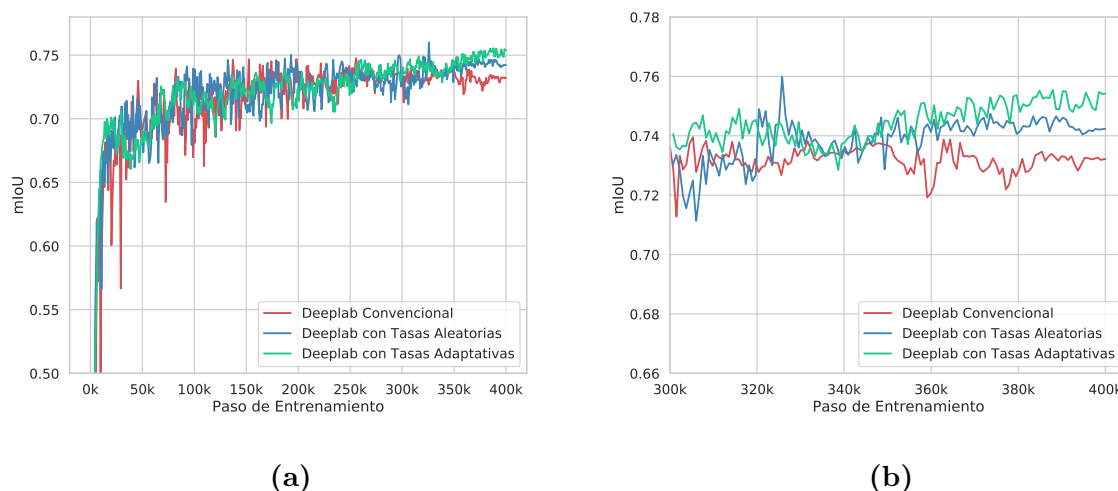 0.75
0.70
0.65
0.60
0.55
0.50
mIoU
0k 50k 100k 150k 200k 250k 300k 350k 400k
Paso de Entrenamiento
Deeplab Convencional
Deeplab con Tasas Aleatorias
Deeplab con Tasas Adaptativas
(a)
0.78
0.76
0.74
0.72
0.70
0.68
0.66
mIoU
300k 320k 340k 360k 380k 400k
Paso de Entrenamiento
Deeplab Convencional
Deeplab con Tasas Aleatorias
Deeplab con Tasas Adaptativas
(b)